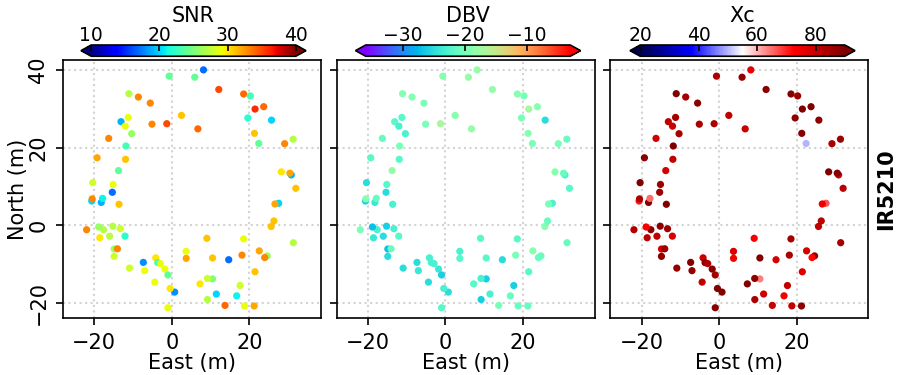 SNR DBV Xc
10 20 30 40 −30 −20 −10 20 40 60 80
40
20
0
−20
North (m)
IR5210
−20 0 20 −20 0 20 −20 0 20
East (m) East (m) East (m)